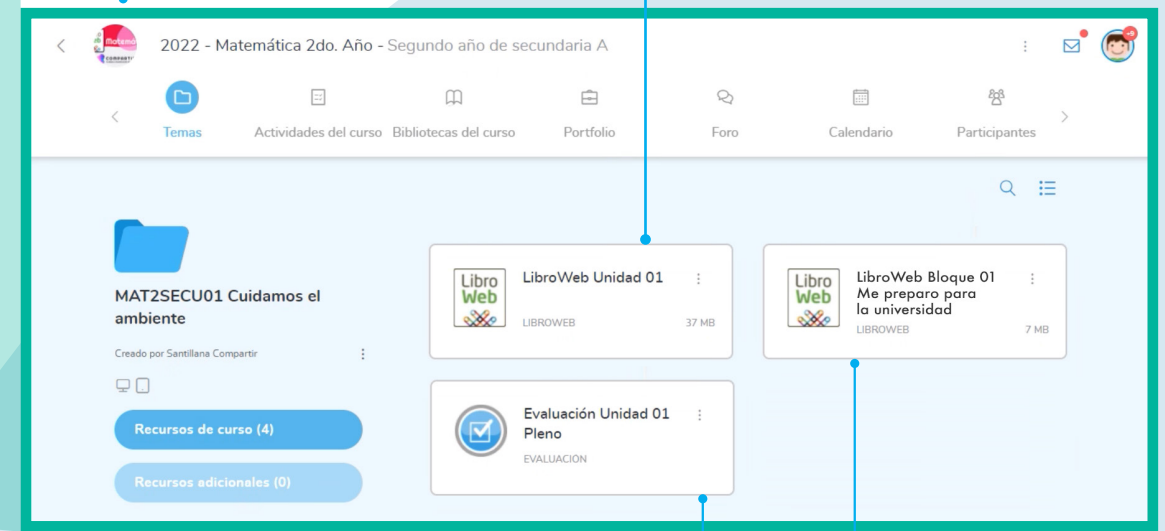 2022 - Matemática 2do. Año - Segundo año de secundaria A
+9
Temas
Actividades del curso
Bibliotecas del curso
Portfolio
Foro
Calendario
Participantes
MAT2SECU01 Cuidamos el
ambiente
Creado por Santillana Compartir
Recursos de curso (4)
Recursos adicionales (0)
Libro
Web
LibroWeb Unidad 01
LIBROWEB
37 MB
Libro
Web
LibroWeb Bloque 01
Me preparo para
la universidad
LIBROWEB
7 MB
Evaluación Unidad 01
Pleno
EVALUACIÓN